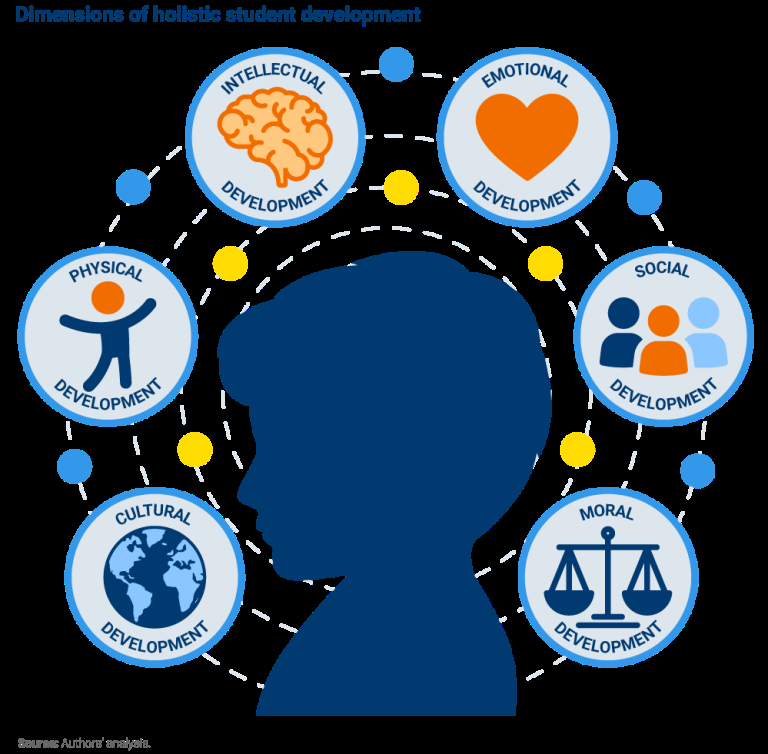 Dimensions of holistic student development
INTELLECTUAL
DEVELOPMENT
EMOTIONAL
DEVELOPMENT
PHYSICAL
DEVELOPMENT
SOCIAL
DEVELOPMENT
CULTURAL
DEVELOPMENT
MORAL
DEVELOPMENT
Source: Authors' analysis.